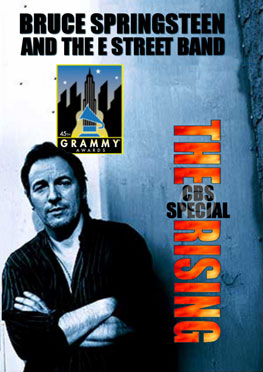 BRUCE SPRINGSTEEN
AND THE E STREET BAND
45TH
GRAMMY
AWARDS
THE RISING
CBS
SPECIAL